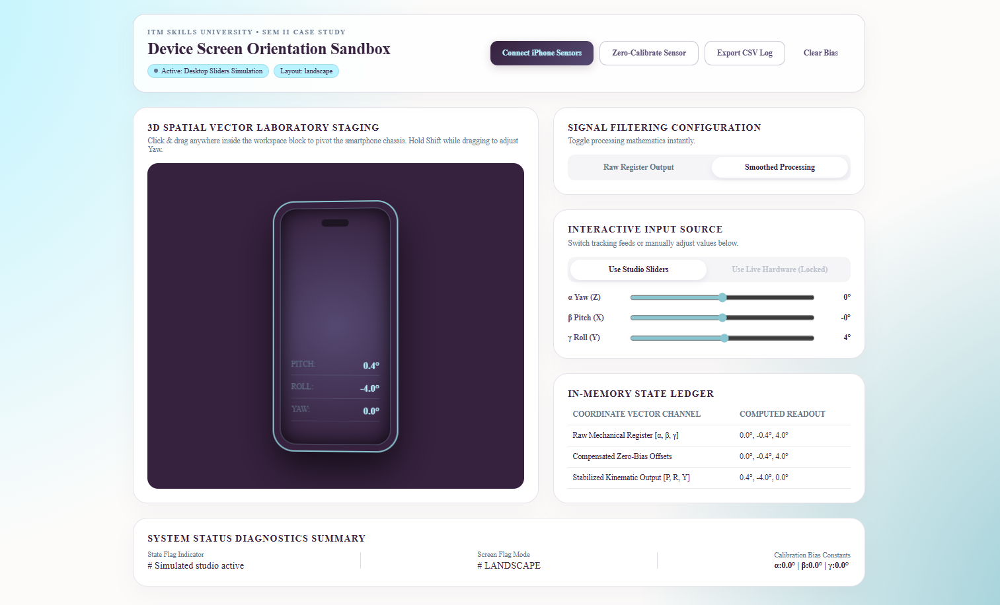 ITM SKILLS UNIVERSITY • SEM II CASE STUDY
Device Screen Orientation Sandbox
Active: Desktop Sliders Simulation
Layout: landscape
Connect iPhone Sensors
Zero-Calibrate Sensor
Export CSV Log
Clear Bias
3D SPATIAL VECTOR LABORATORY STAGING
Click & drag anywhere inside the workspace block to pivot the smartphone chassis. Hold Shift while dragging to adjust
Yaw.
PITCH: 0.4°
ROLL: -4.0°
YAW: 0.0°
SIGNAL FILTERING CONFIGURATION
Toggle processing mathematics instantly.
Raw Register Output
Smoothed Processing
INTERACTIVE INPUT SOURCE
Switch tracking feeds or manually adjust values below.
Use Studio Sliders
Use Live Hardware (Locked)
α Yaw (Z) 0°
β Pitch (X) -0°
γ Roll (Y) 4°
IN-MEMORY STATE LEDGER
COORDINATE VECTOR CHANNEL COMPUTED READOUT
Raw Mechanical Register [α, β, γ] 0.0°, -0.4°, 4.0°
Compensated Zero-Bias Offsets 0.0°, -0.4°, 4.0°
Stabilized Kinematic Output [P, R, Y] 0.4°, -4.0°, 0.0°
SYSTEM STATUS DIAGNOSTICS SUMMARY
State Flag Indicator
# Simulated studio active
Screen Flag Mode
# LANDSCAPE
Calibration Bias Constants
α:0.0° | β:0.0° | γ:0.0°